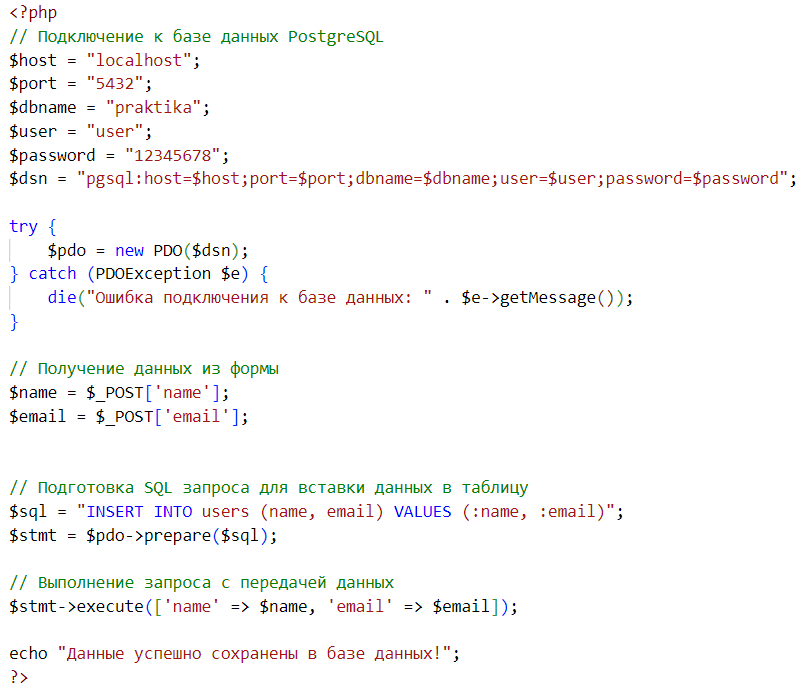 <?php
// Подключение к базе данных PostgreSQL
$host = "localhost";
$port = "5432";
$dbname = "praktika";
$user = "user";
$password = "12345678";
$dsn = "pgsql:host=$host;port=$port;dbname=$dbname;user=$user;password=$password";
try {
$pdo = new PDO($dsn);
} catch (PDOException $e) {
die("Ошибка подключения к базе данных: " . $e->getMessage());
}
// Получение данных из формы
$name = $_POST['name'];
$email = $_POST['email'];
// Подготовка SQL запроса для вставки данных в таблицу
$sql = "INSERT INTO users (name, email) VALUES (:name, :email)";
$stmt = $pdo->prepare($sql);
// Выполнение запроса с передачей данных
$stmt->execute(['name' => $name, 'email' => $email]);
echo "Данные успешно сохранены в базе данных!";
?>